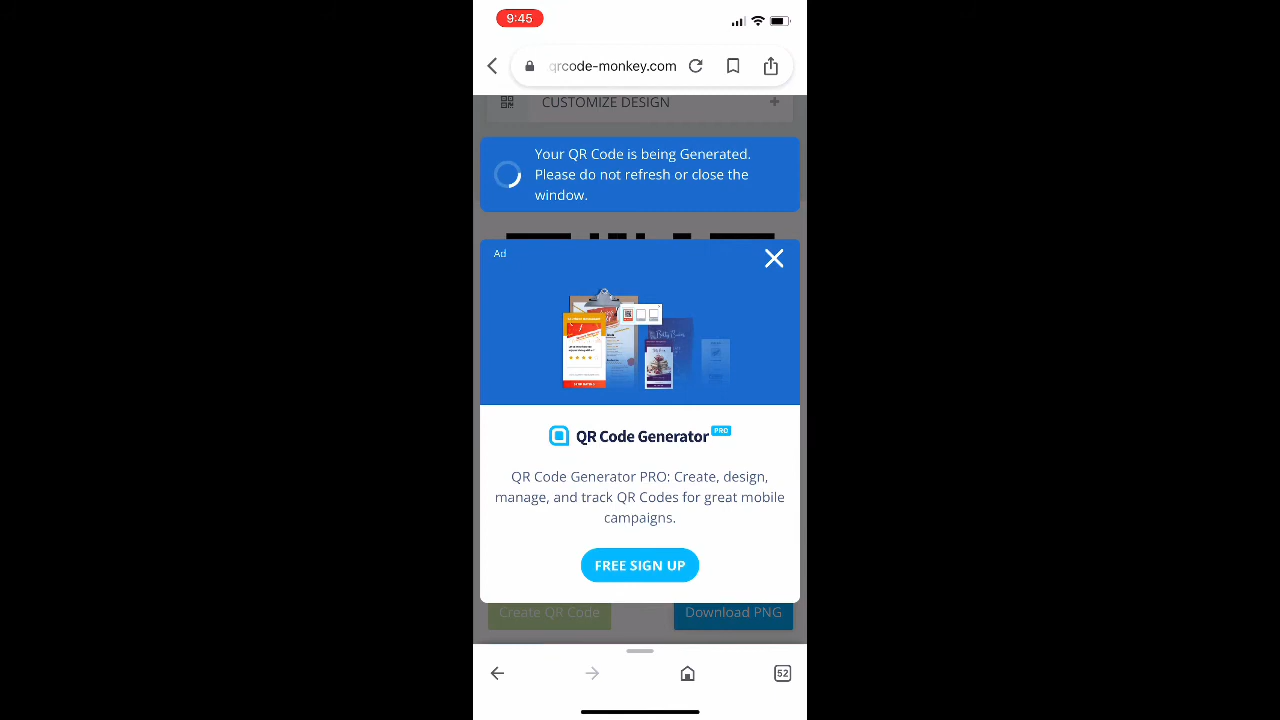 9:45
qrcode-monkey.com
CUSTOMIZE DESIGN +
Your QR Code is being Generated.
Please do not refresh or close the
window.
Ad
QR Code Generator PRO
QR Code Generator PRO: Create, design,
manage, and track QR Codes for great mobile
campaigns.
FREE SIGN UP
Create QR Code
Download PNG
52